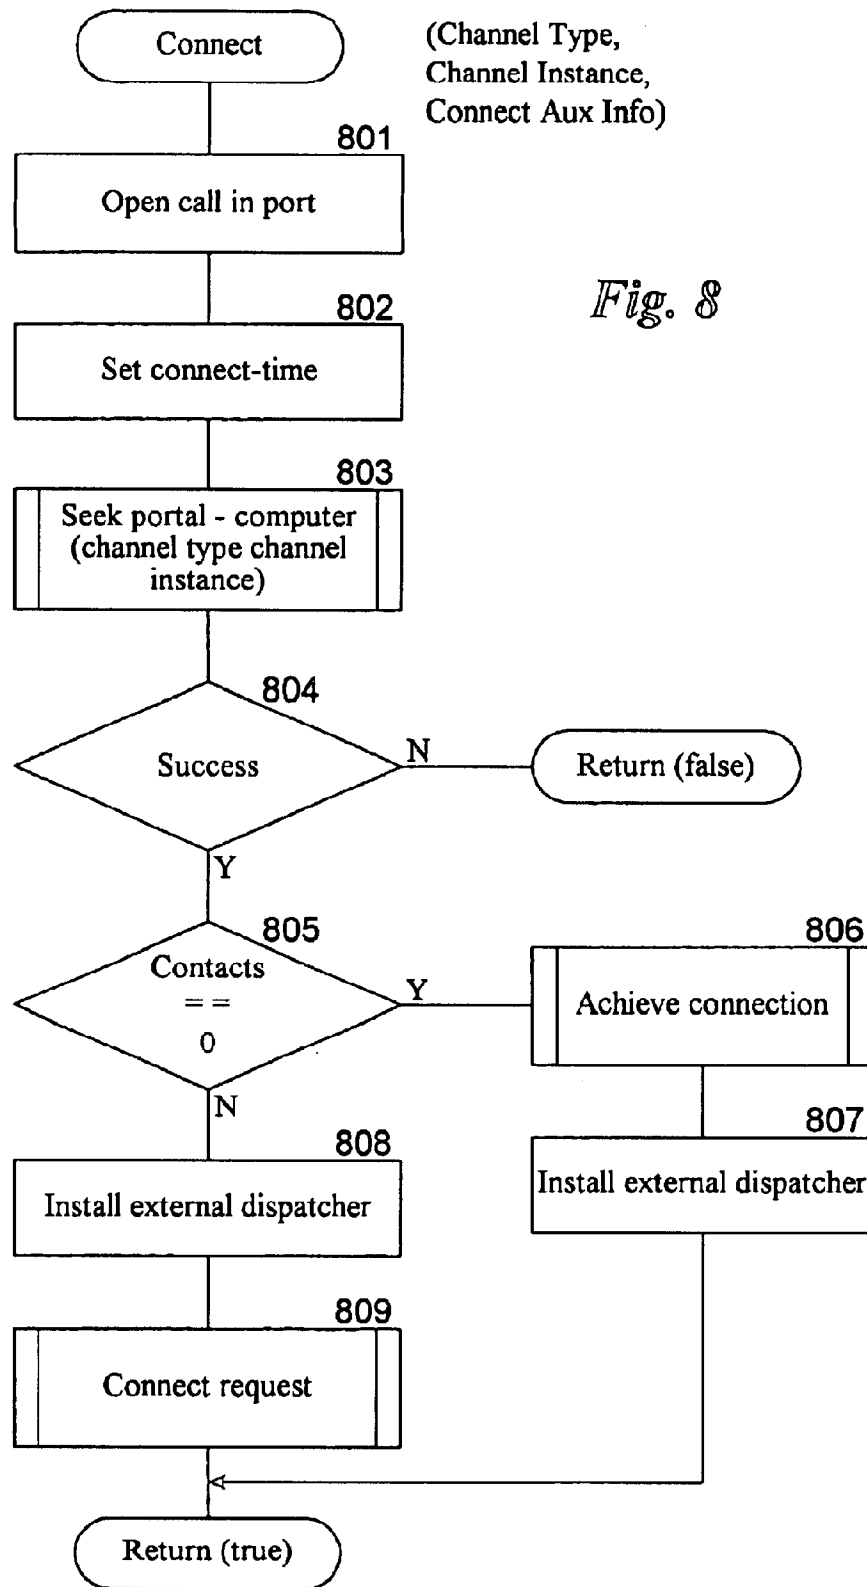 Connect
(Channel Type,
Channel Instance,
Connect Aux Info)
801
Open call in port
Fig. 8
802
Set connect-time
803
Seek portal - computer
(channel type channel
instance)
804
Success
N
Return (false)
Y
805
Contacts
= =
0
Y
806
Achieve connection
N
807
Install external dispatcher
808
Install external dispatcher
809
Connect request
Return (true)